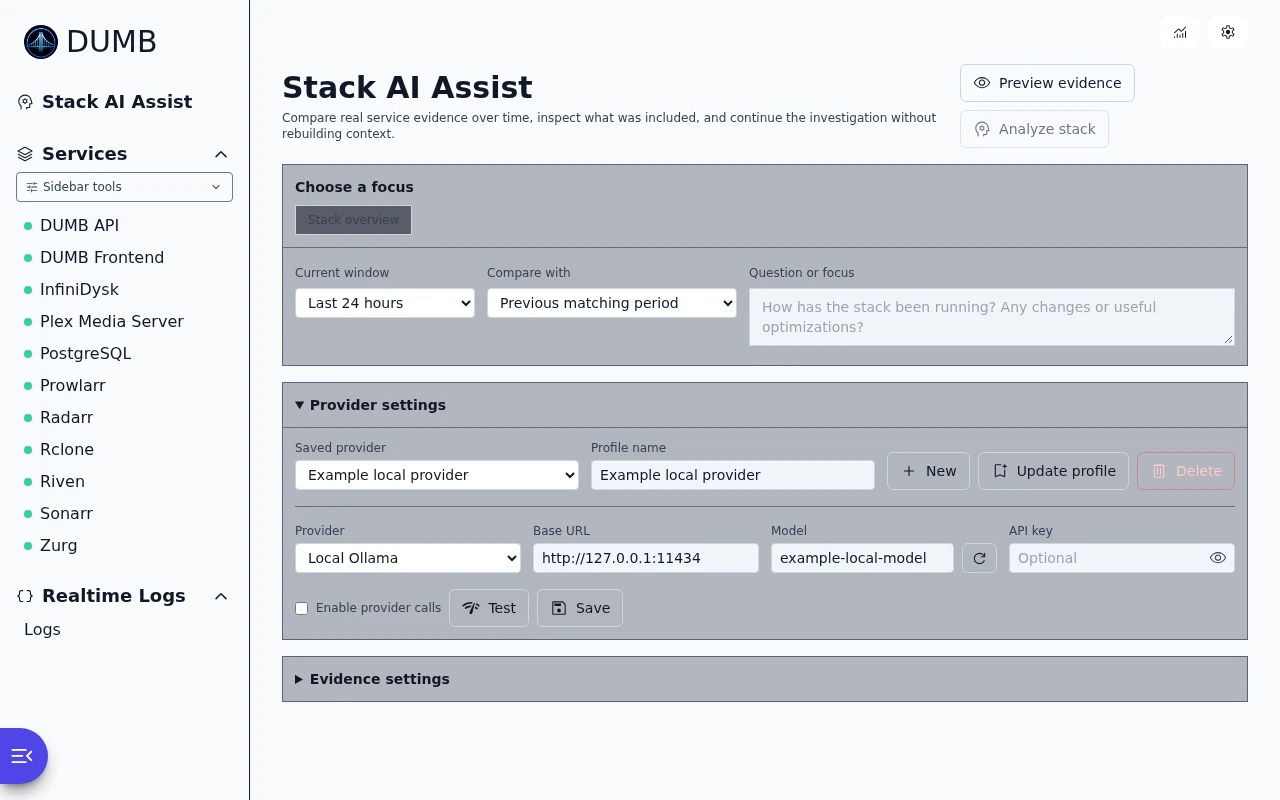 DUMB
Stack AI Assist
Services
Sidebar tools
DUMB API
DUMB Frontend
InfiniDysk
Plex Media Server
PostgreSQL
Prowlarr
Radarr
Rclone
Riven
Sonarr
Zurg
Realtime Logs
Logs
Stack AI Assist
Compare real service evidence over time, inspect what was included, and continue the investigation without
rebuilding context.
Preview evidence
Analyze stack
Choose a focus
Stack overview
Current window
Compare with
Question or focus
Last 24 hours
Previous matching period
How has the stack been running? Any changes or useful
optimizations?
Provider settings
Saved provider
Profile name
Example local provider
Example local provider
New
Update profile
Delete
Provider
Base URL
Model
API key
Local Ollama
http://127.0.0.1:11434
example-local-model
Optional
Enable provider calls
Test
Save
Evidence settings